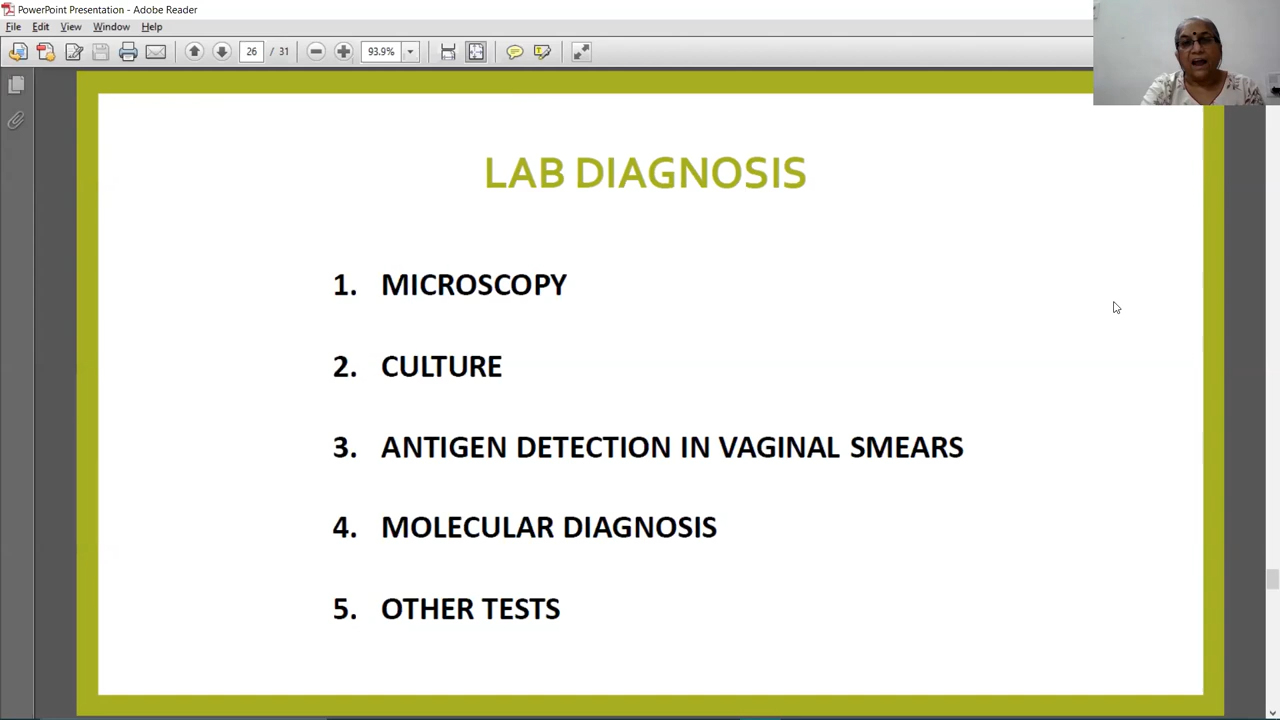 PowerPoint Presentation - Adobe Reader
File Edit View Window Help
26 / 31 93.9%
LAB DIAGNOSIS
1. MICROSCOPY
2. CULTURE
3. ANTIGEN DETECTION IN VAGINAL SMEARS
4. MOLECULAR DIAGNOSIS
5. OTHER TESTS